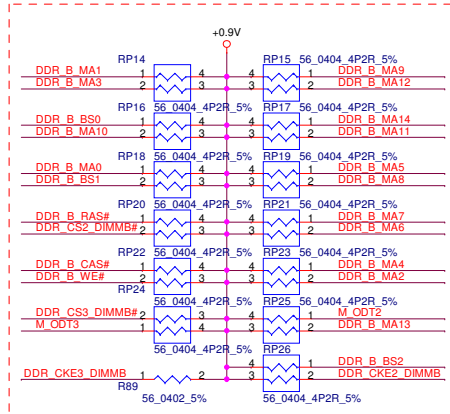 +0.9V
RP14 RP15 56_0404_4P2R_5%
DDR_B_MA1 1 4 4 1 DDR_B_MA9
DDR_B_MA3 2 3 3 2 DDR_B_MA12
RP16 56_0404_4P2R_5% RP17 56_0404_4P2R_5%
DDR_B_BS0 1 4 4 1 DDR_B_MA14
DDR_B_MA10 2 3 3 2 DDR_B_MA11
RP18 56_0404_4P2R_5% RP19 56_0404_4P2R_5%
DDR_B_MA0 1 4 4 1 DDR_B_MA5
DDR_B_BS1 2 3 3 2 DDR_B_MA8
RP20 56_0404_4P2R_5% RP21 56_0404_4P2R_5%
DDR_B_RAS# 1 4 4 1 DDR_B_MA7
DDR_CS2_DIMMB# 2 3 3 2 DDR_B_MA6
RP22 56_0404_4P2R_5% RP23 56_0404_4P2R_5%
DDR_B_CAS# 1 4 4 1 DDR_B_MA4
DDR_B_WE# 2 3 3 2 DDR_B_MA2
RP24 56_0404_4P2R_5% RP25 56_0404_4P2R_5%
DDR_CS3_DIMMB# 2 3 4 1 M_ODT2
M_ODT3 1 4 3 2 DDR_B_MA13
56_0404_4P2R_5% RP26 56_0404_4P2R_5%
4 1 DDR_B_BS2
DDR_CKE3_DIMMB 1 2 3 2 DDR_CKE2_DIMMB
R89
56_0402_5% 56_0404_4P2R_5%